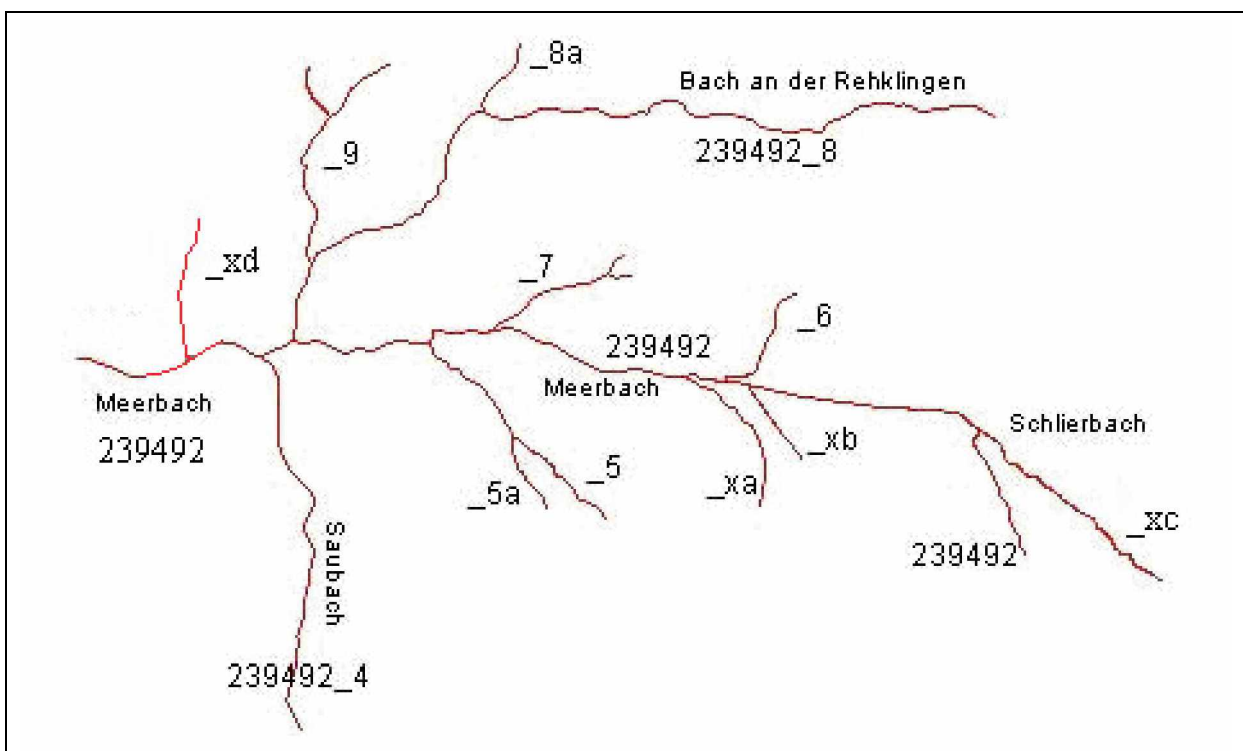 _8a
Bach an der Rehklingen
239492_8
_9
_xd
_7
_6
239492
Meerbach
Meerbach
239492
Schlierbach
_xb
_5
_xa
_5a
_xc
239492
Saubach
239492_4